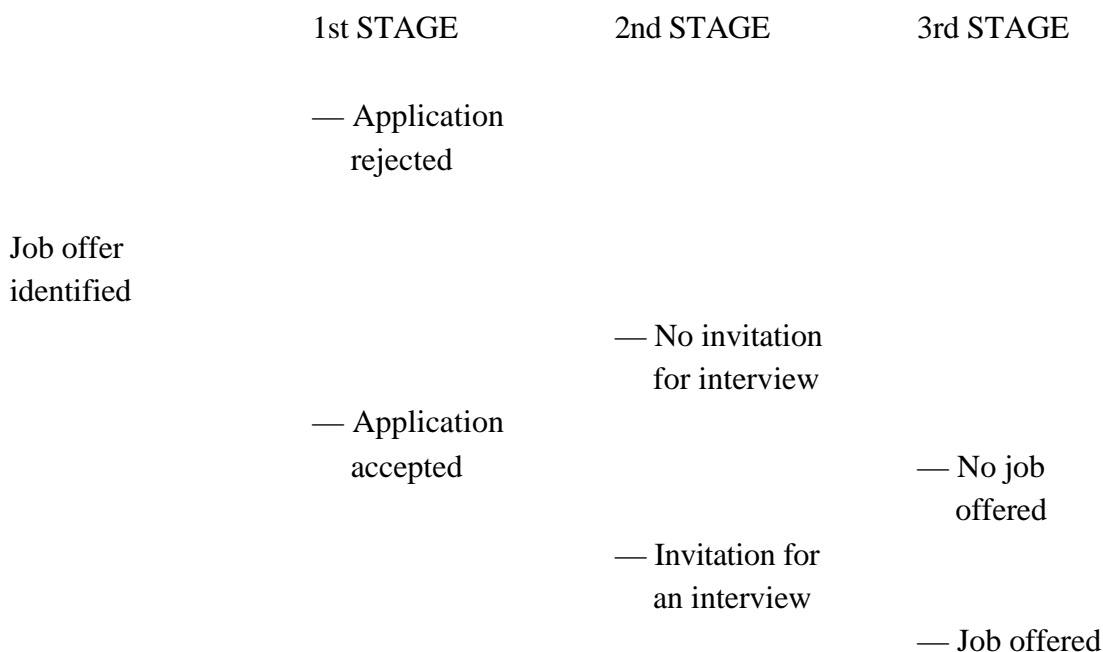 1st STAGE 2nd STAGE 3rd STAGE
— Application
rejected
Job offer
identified
— No invitation
for interview
— Application
accepted
— No job
offered
— Invitation for
an interview
— Job offered